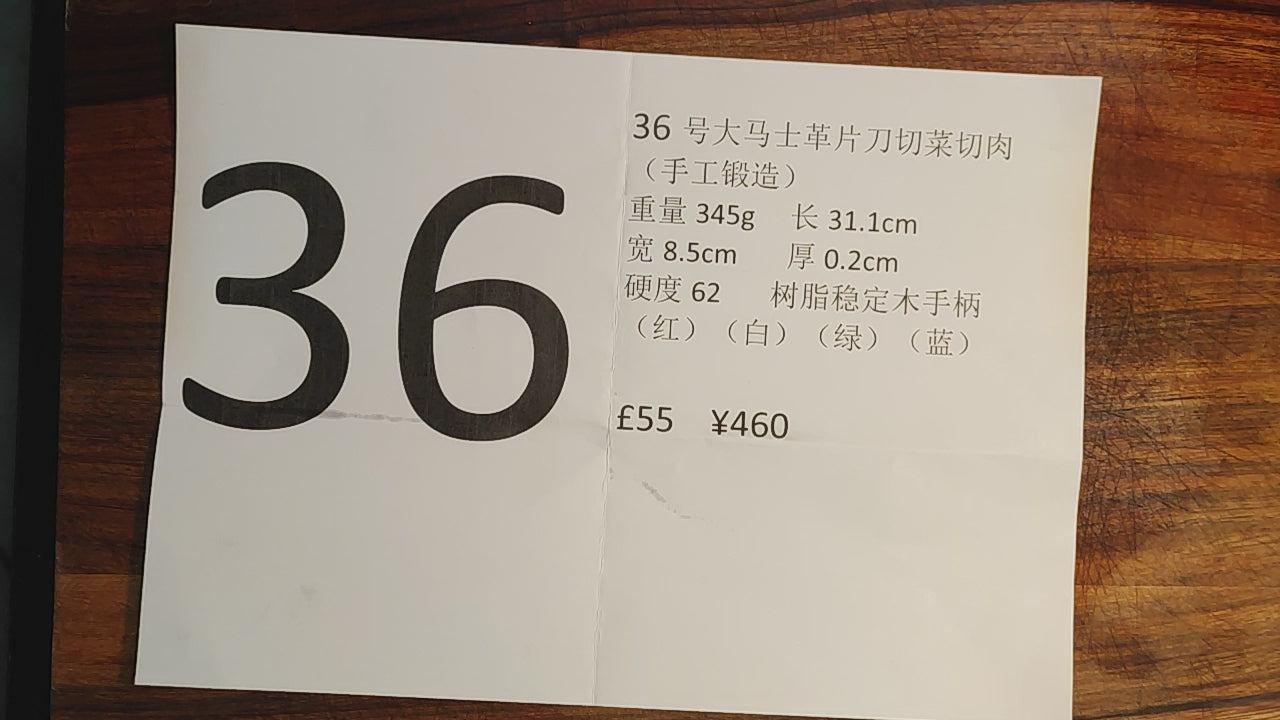 36
36 号大马士革片刀切菜切肉
（手工锻造）
重量 345g 长 31.1cm
宽 8.5cm 厚 0.2cm
硬度 62 树脂稳定木手柄
（红）（白）（绿）（蓝）
£55 ¥460